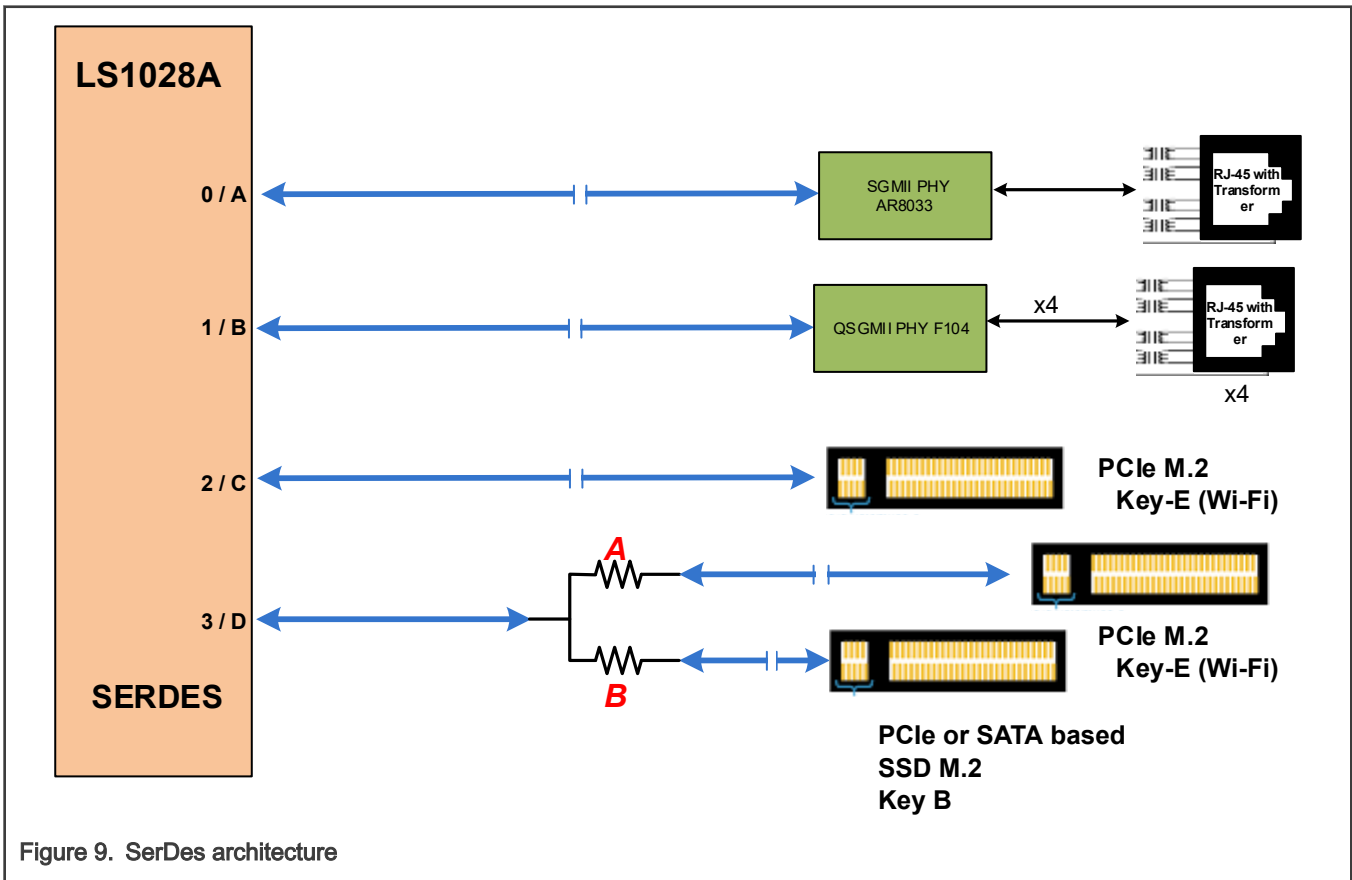 LS1028A
0 / A
SGMII PHY
AR8033
RJ-45 with
Transform
er
1 / B
QSGMII PHY F104
x4
RJ-45 with
Transform
er
x4
2 / C
PCIe M.2
Key-E (Wi-Fi)
3 / D
A
B
PCIe M.2
Key-E (Wi-Fi)
SERDES
PCIe or SATA based
SSD M.2
Key B
Figure 9. SerDes architecture